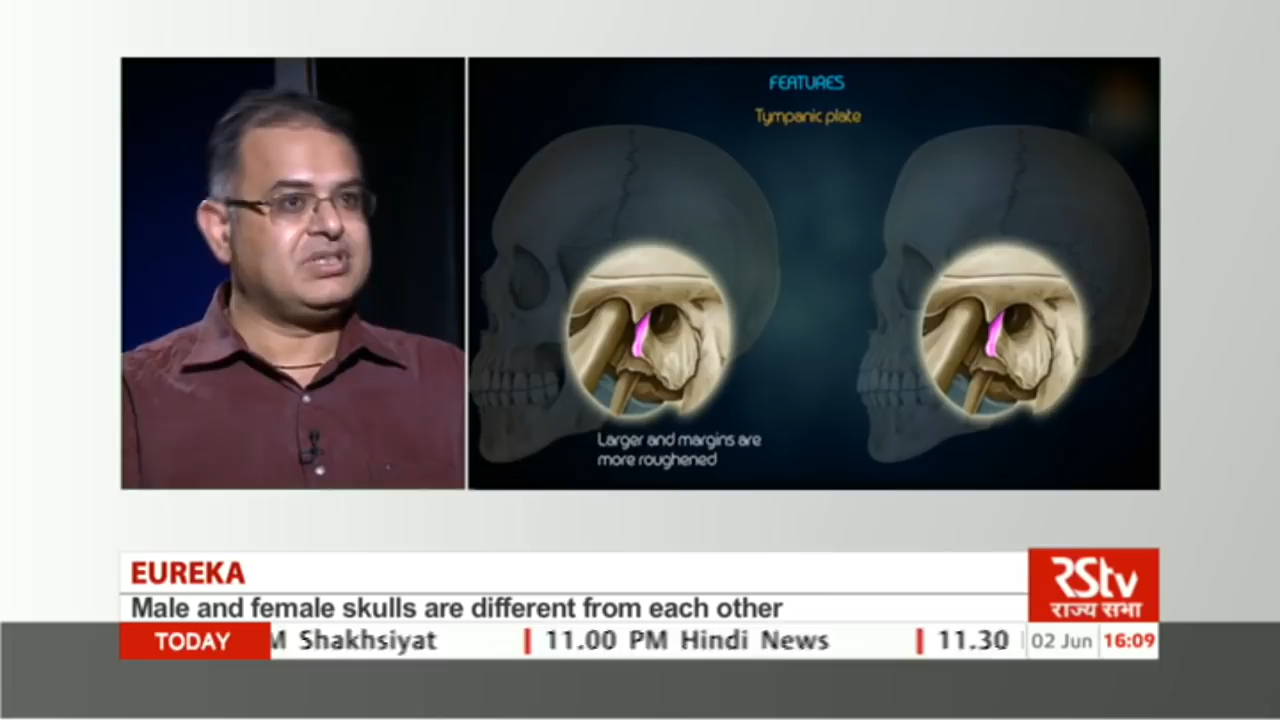 FEATURES
Tympanic plate
Larger and margins are
more roughened
EUREKA
Male and female skulls are different from each other
RStv
राज्य सभा
TODAY M Shakhsiyat | 11.00 PM Hindi News | 11.30 02 Jun 16:09